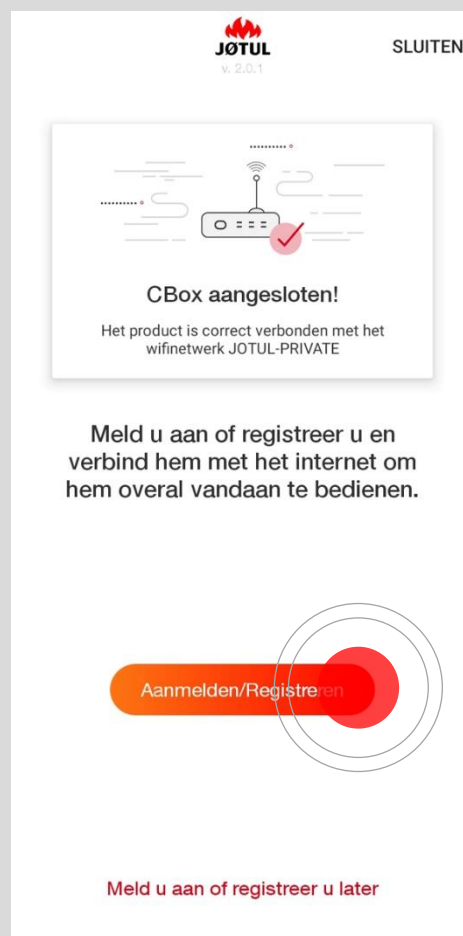 JØTUL
SLUITEN
v. 2.0.1
CBox aangesloten!
Het product is correct verbonden met het
wifinetwerk JOTUL-PRIVATE
Meld u aan of registreer u en
verbind hem met het internet om
hem overal vandaan te bedienen.
Aanmelden/Registreren
Meld u aan of registreer u later